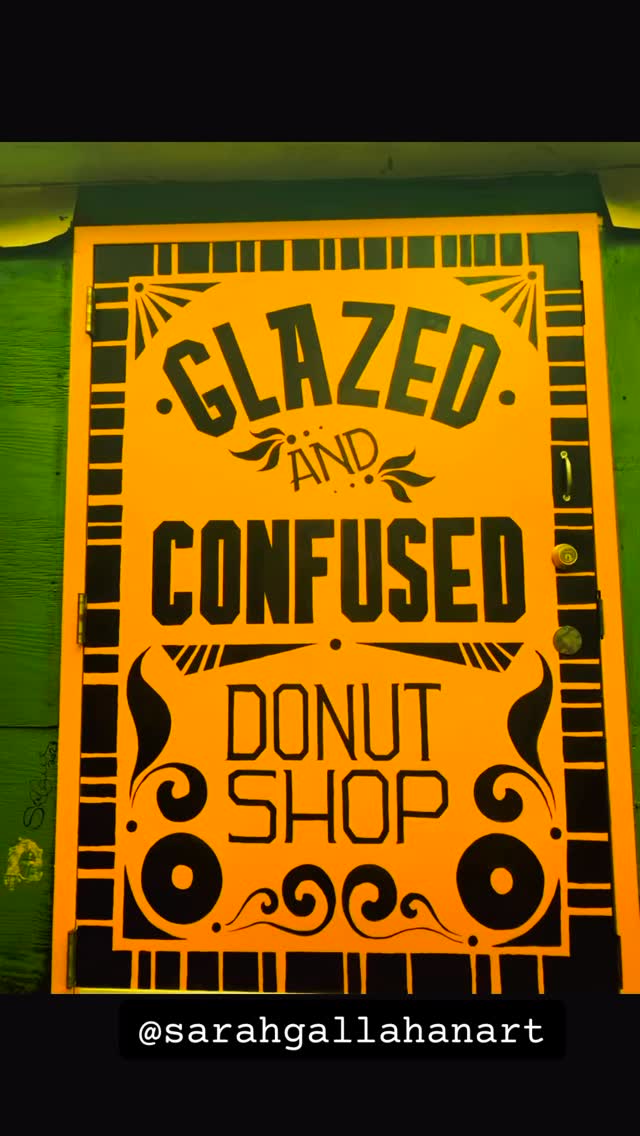 GLAZED
AND
CONFUSED
DONUT
SHOP
@sarahgallahanart